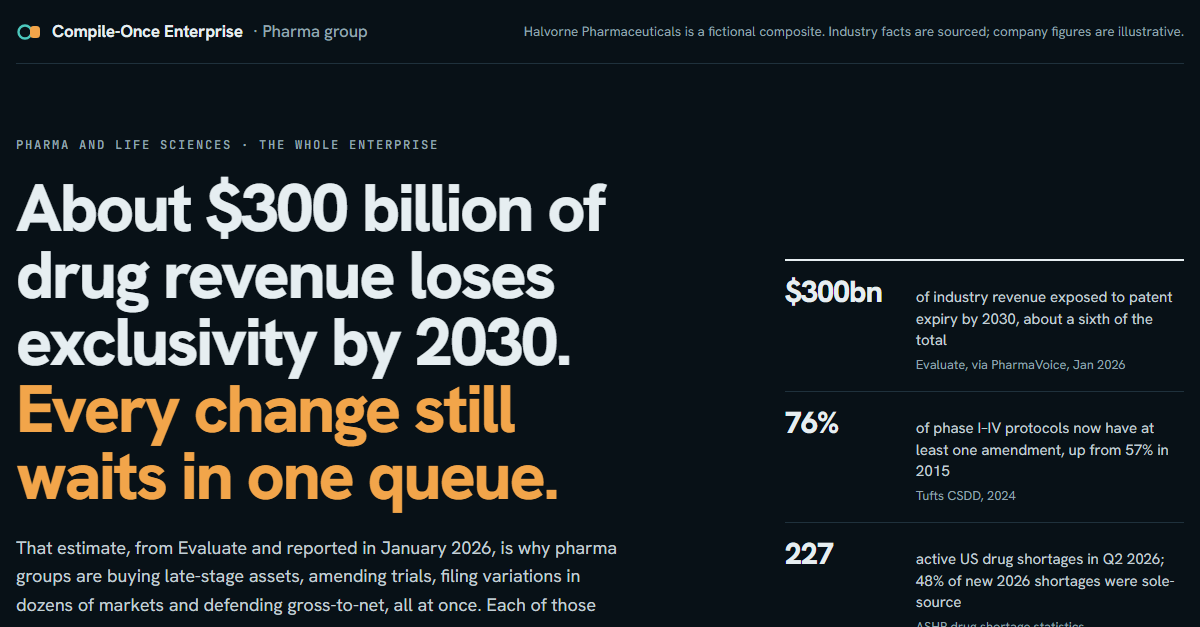 Compile-Once Enterprise · Pharma group
Halvorne Pharmaceuticals is a fictional composite. Industry facts are sourced; company figures are illustrative.
PHARMA AND LIFE SCIENCES · THE WHOLE ENTERPRISE
About $300 billion of
drug revenue loses
exclusivity by 2030.
Every change still
waits in one queue.
That estimate, from Evaluate and reported in January 2026, is why pharma
groups are buying late-stage assets, amending trials, filing variations in
dozens of markets and defending gross-to-net, all at once. Each of those
$300bn
of industry revenue exposed to patent
expiry by 2030, about a sixth of the
total
Evaluate, via PharmaVoice, Jan 2026
76%
of phase I–IV protocols now have at
least one amendment, up from 57% in
2015
Tufts CSDD, 2024
227
active US drug shortages in Q2 2026;
48% of new 2026 shortages were sole-
source
ASHP drug shortage statistics